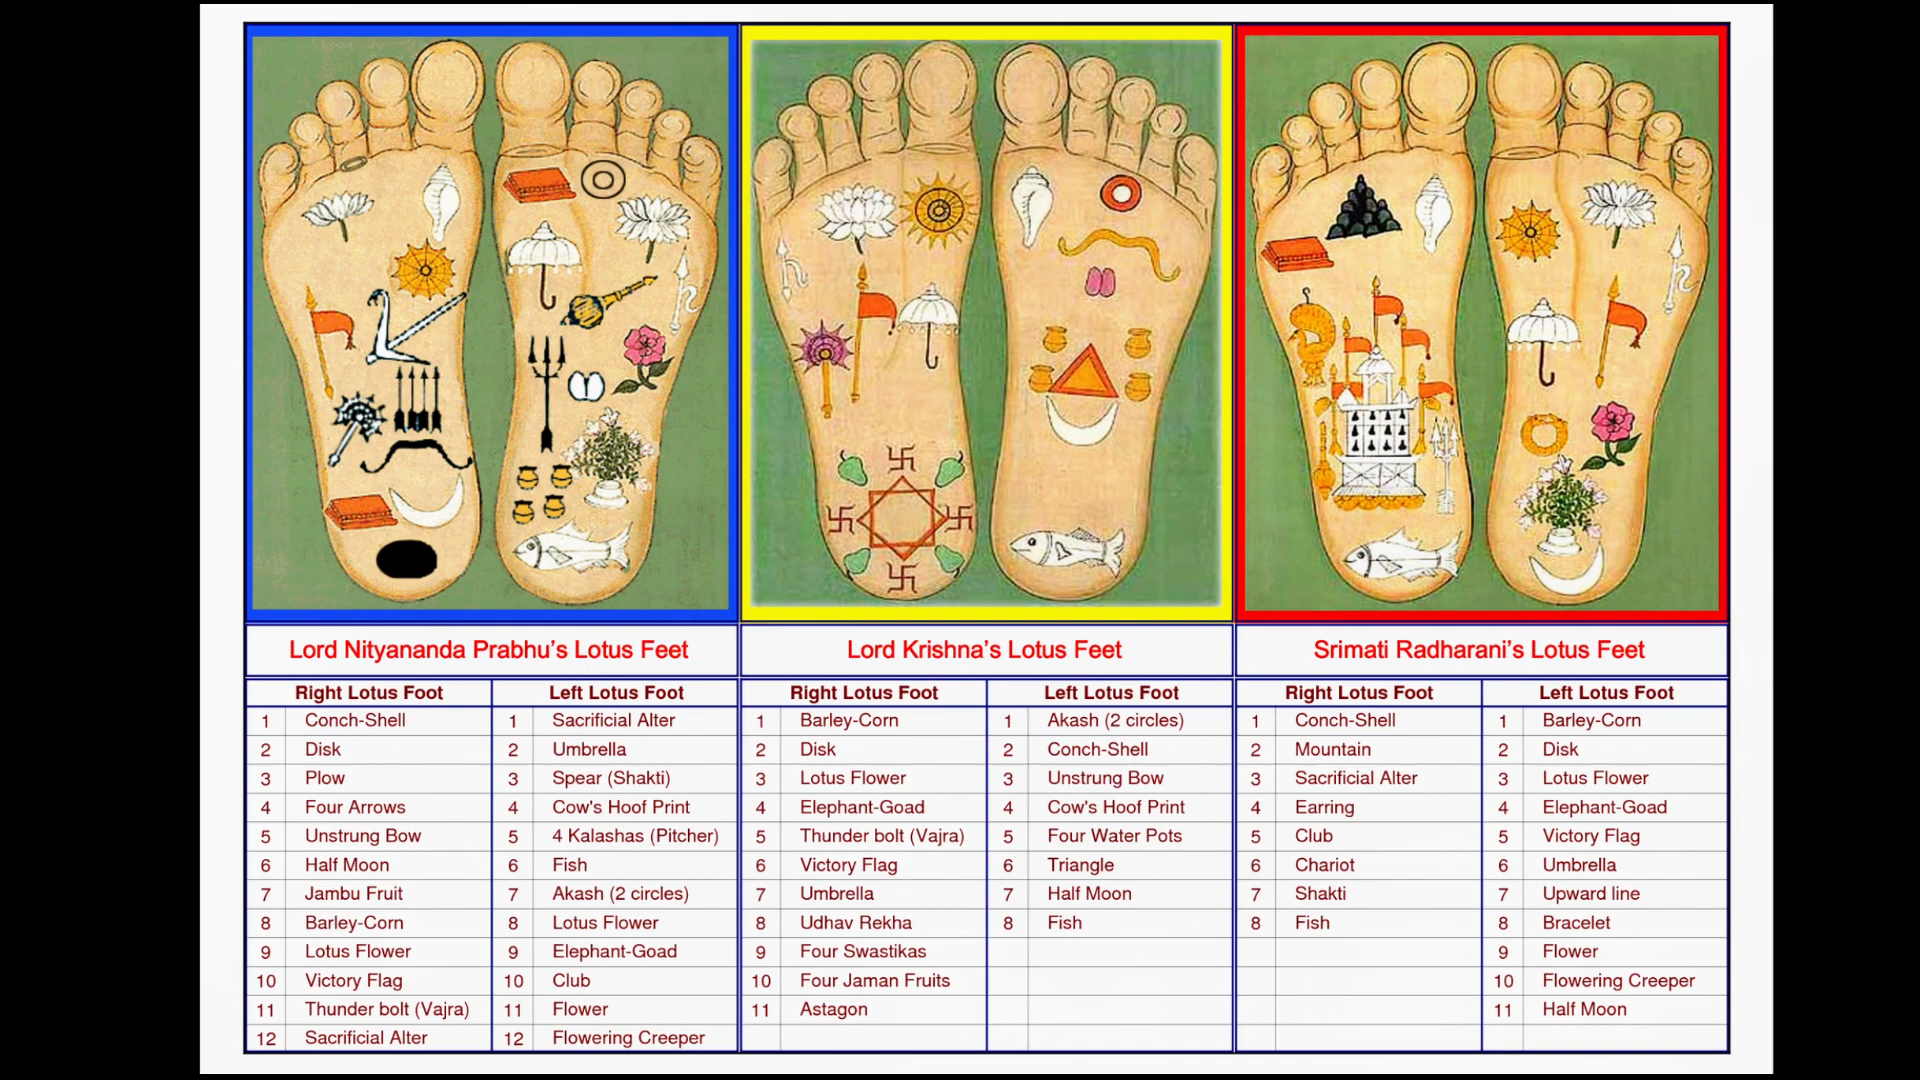 Lord Nityananda Prabhu’s Lotus Feet
Right Lotus Foot
1 Conch-Shell
2 Disk
3 Plow
4 Four Arrows
5 Unstrung Bow
6 Half Moon
7 Jambu Fruit
8 Barley-Corn
9 Lotus Flower
10 Victory Flag
11 Thunder bolt (Vajra)
12 Sacrificial Alter
Left Lotus Foot
1 Sacrificial Alter
2 Umbrella
3 Spear (Shakti)
4 Cow's Hoof Print
5 4 Kalashas (Pitcher)
6 Fish
7 Akash (2 circles)
8 Lotus Flower
9 Elephant-Goad
10 Club
11 Flower
12 Flowering Creeper
Lord Krishna’s Lotus Feet
Right Lotus Foot
1 Barley-Corn
2 Disk
3 Lotus Flower
4 Elephant-Goad
5 Thunder bolt (Vajra)
6 Victory Flag
7 Umbrella
8 Udhav Rekha
9 Four Swastikas
10 Four Jaman Fruits
11 Astagon
Left Lotus Foot
1 Akash (2 circles)
2 Conch-Shell
3 Unstrung Bow
4 Cow's Hoof Print
5 Four Water Pots
6 Triangle
7 Half Moon
8 Fish
Srimati Radharani’s Lotus Feet
Right Lotus Foot
1 Conch-Shell
2 Mountain
3 Sacrificial Alter
4 Earring
5 Club
6 Chariot
7 Shakti
8 Fish
Left Lotus Foot
1 Barley-Corn
2 Disk
3 Lotus Flower
4 Elephant-Goad
5 Victory Flag
6 Umbrella
7 Upward line
8 Bracelet
9 Flower
10 Flowering Creeper
11 Half Moon